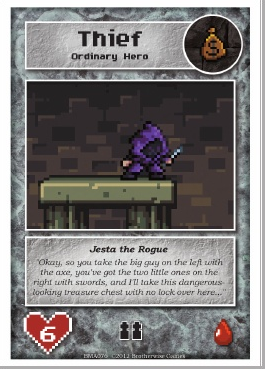 Thief
Ordinary Hero
Jesta the Rogue
"Okay, so you take the big guy on the left with
the axe, you've got the two little ones on the
right with swords, and I'll take this dangerous-
looking treasure chest with no lock over here..."
6
BMA070 ©2012 Brotherwise Games